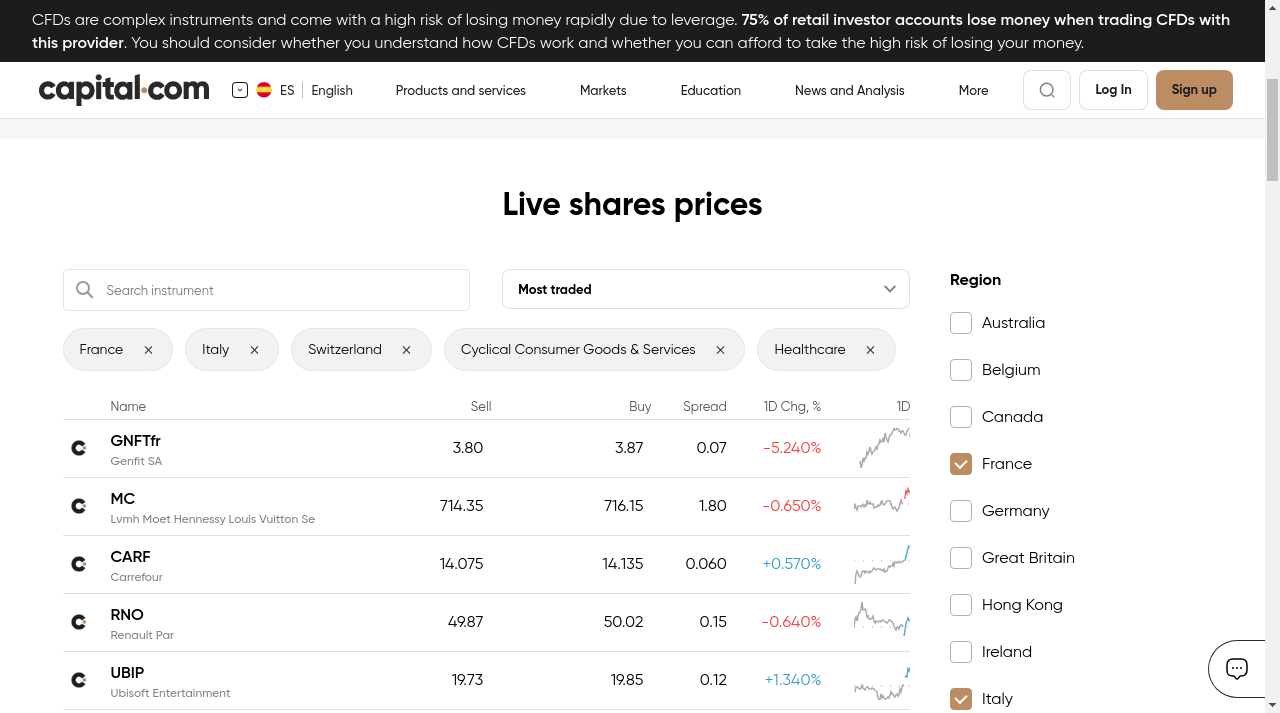 CFDs are complex instruments and come with a high risk of losing money rapidly due to leverage. 75% of retail investor accounts lose money when trading CFDs with
this provider. You should consider whether you understand how CFDs work and whether you can afford to take the high risk of losing your money.
capital.com ES English Products and services Markets Education News and Analysis More Log In Sign up
Live shares prices
Search instrument
Most traded
France Italy Switzerland Cyclical Consumer Goods & Services Healthcare
Name Sell Buy Spread 1D Chg, % 1D
GNFTfr 3.80 3.87 0.07 -5.240%
Genfit SA
MC 714.35 716.15 1.80 -0.650%
Lvmh Moet Hennessy Louis Vuitton Se
CARF 14.075 14.135 0.060 +0.570%
Carrefour
RNO 49.87 50.02 0.15 -0.640%
Renault Par
UBIP 19.73 19.85 0.12 +1.340%
Ubisoft Entertainment
Region
Australia
Belgium
Canada
France
Germany
Great Britain
Hong Kong
Ireland
Italy